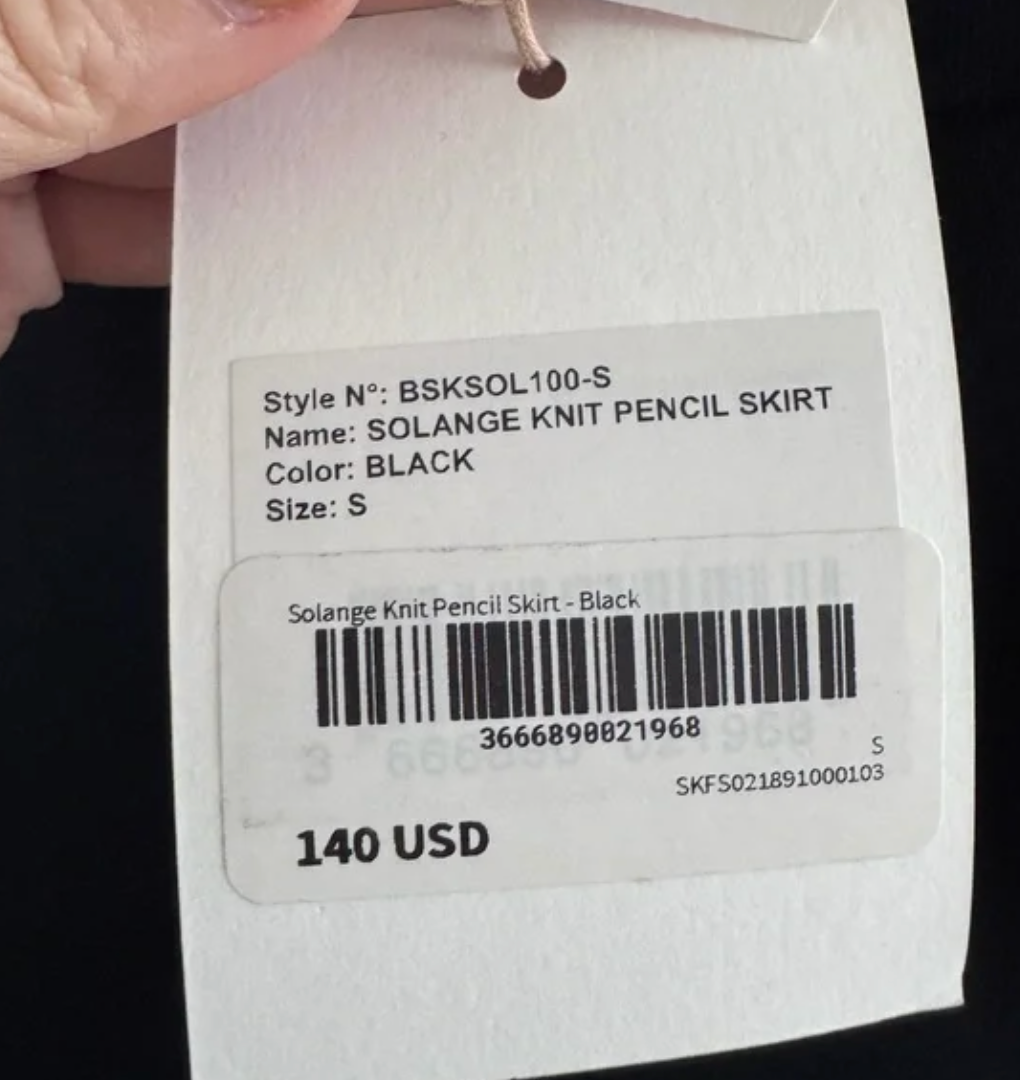 Style N°: BSKSOL100-S
Name: SOLANGE KNIT PENCIL SKIRT
Color: BLACK
Size: S
Solange Knit Pencil Skirt - Black
3666890021968
S
SKFS021891000103
140 USD